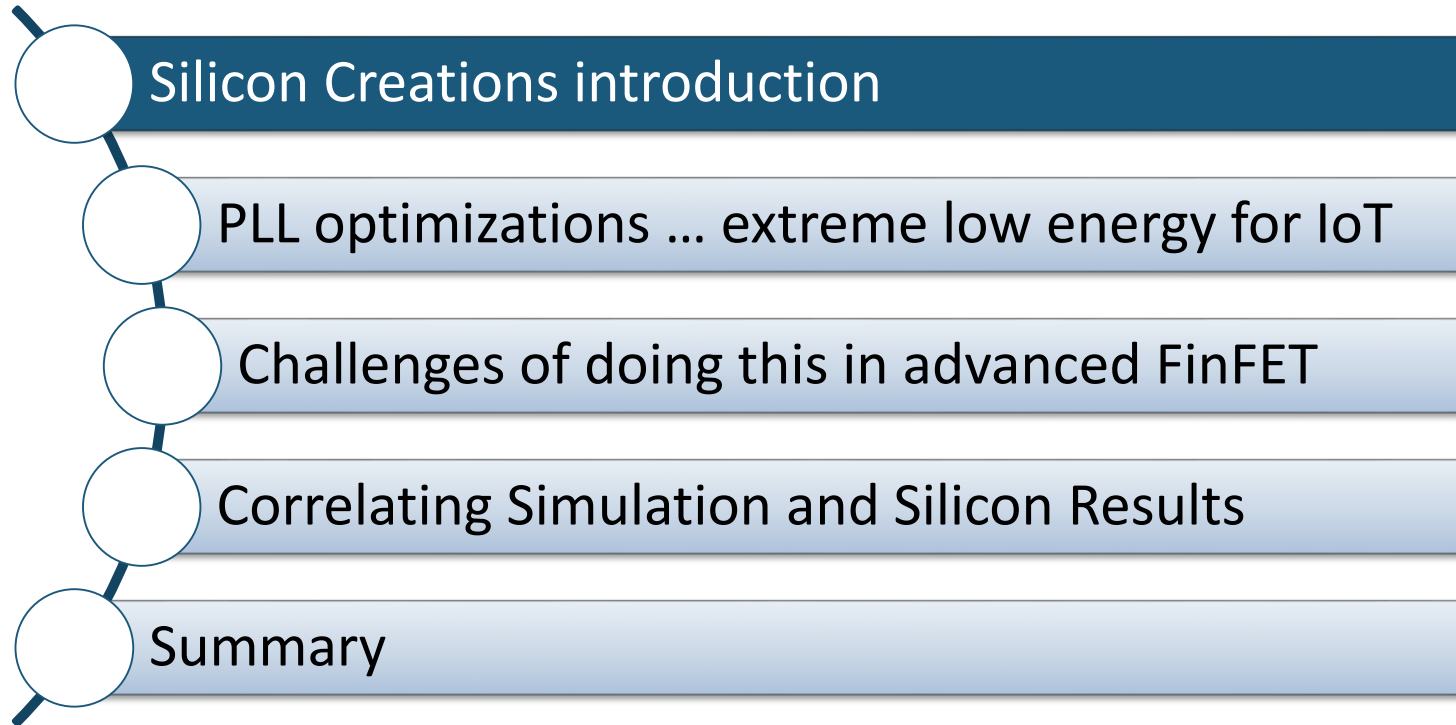 Silicon Creations introduction
PLL optimizations ... extreme low energy for IoT
Challenges of doing this in advanced FinFET
Correlating Simulation and Silicon Results
Summary